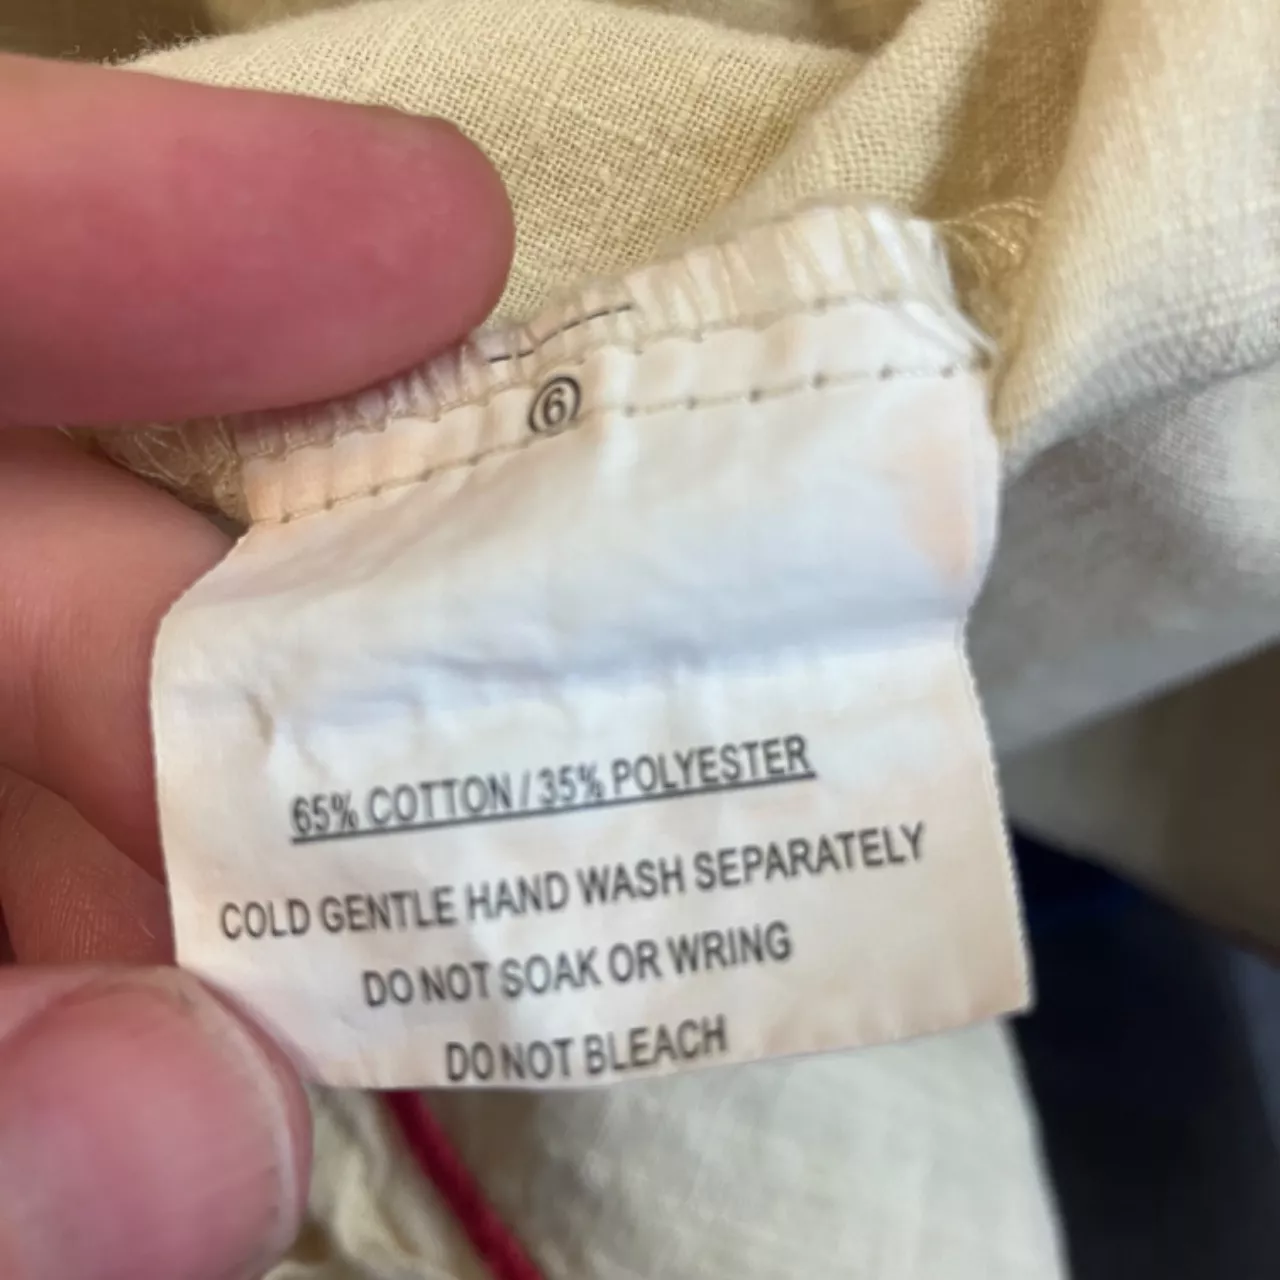 ⑥
65% COTTON / 35% POLYESTER
COLD GENTLE HAND WASH SEPARATELY
DO NOT SOAK OR WRING
DO NOT BLEACH